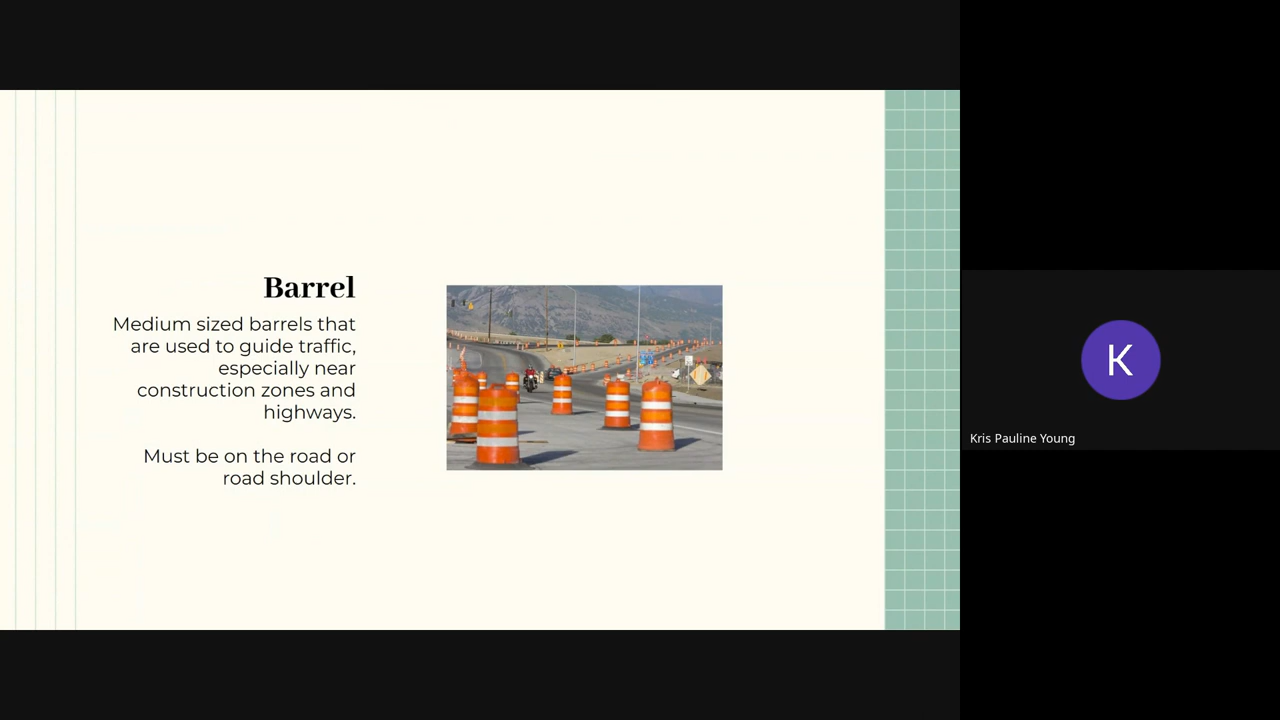 Barrel
Medium sized barrels that
are used to guide traffic,
especially near
construction zones and
highways.
Must be on the road or
road shoulder.
K
Kris Pauline Young